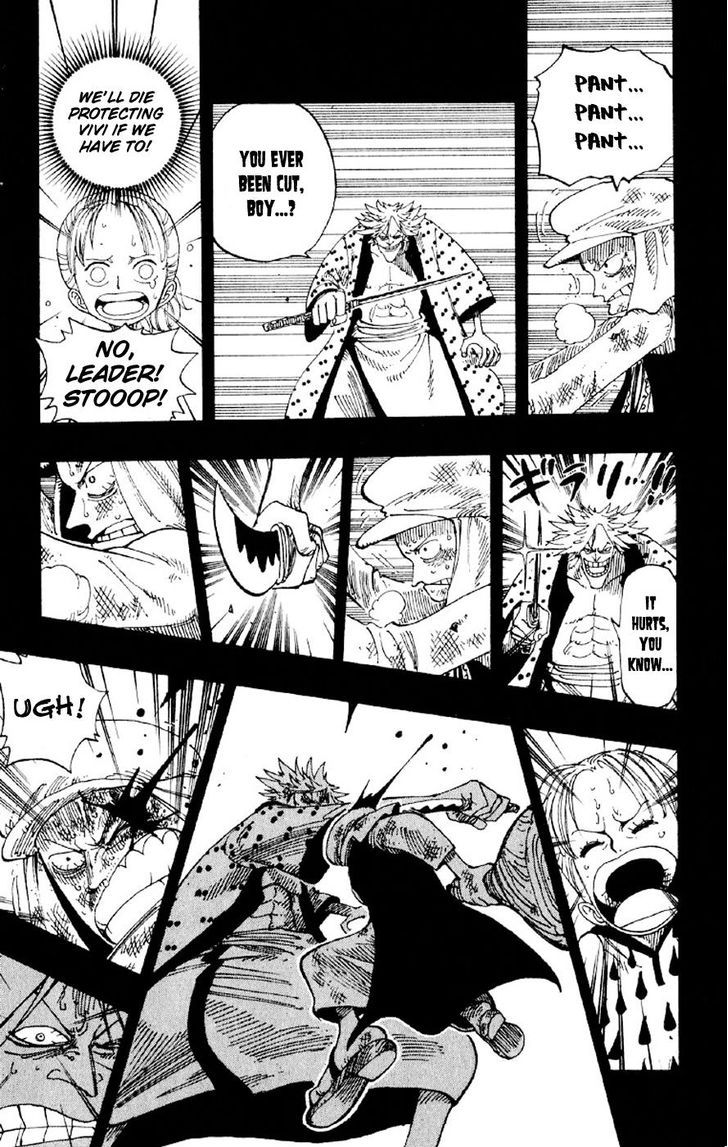 PANT...
PANT...
PANT...
YOU EVER
BEEN CUT,
BOY...?
WE'LL DIE
PROTECTING
VIVI IF WE
HAVE TO!
NO,
LEADER!
STOOOP!
ギラッ!!
IT
HURTS,
YOU
KNOW...
UGH!